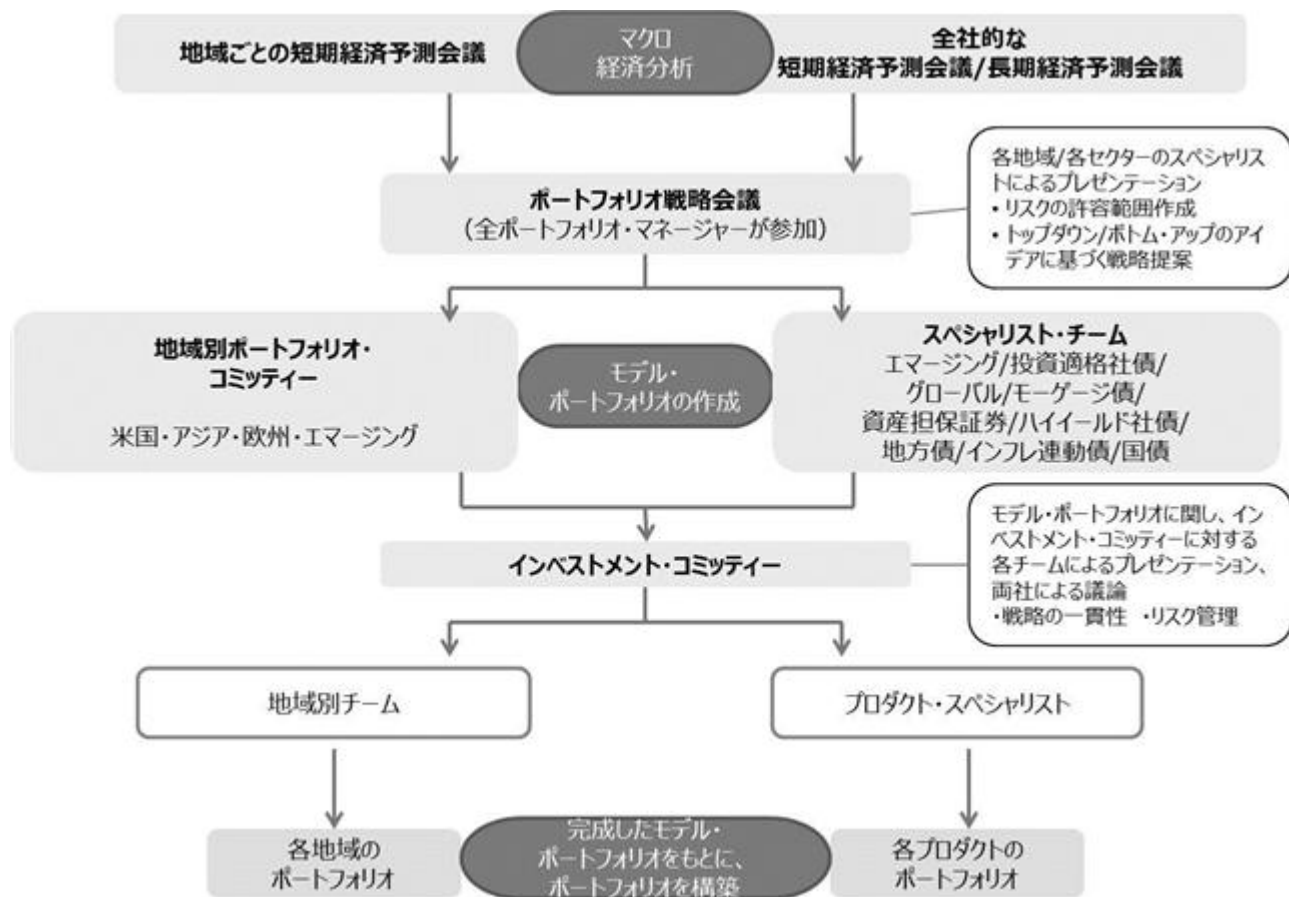 地域ごとの短期経済予測会議
マクロ
経済分析
全社的な
短期経済予測会議/長期経済予測会議
各地域/各セクターのスペシャリス
トによるプレゼンテーション
・リスクの許容範囲作成
・トップダウン/ボトム・アップのアイ
デアに基づく戦略提案
ポートフォリオ戦略会議
(全ポートフォリオ・マネージャーが参加)
地域別ポートフォリオ・
コミッティー
米国・アジア・欧州・エマージング
モデル・
ポートフォリオの作成
スペシャリスト・チーム
エマージング/投資適格社債/
グローバル/モーゲージ債/
資産担保証券/ハイイールド社債/
地方債/インフレ連動債/国債
モデル・ポートフォリオに関し、イン
ベストメント・コミッティーに対する
各チームによるプレゼンテーション、
両社による議論
・戦略の一貫性 ・リスク管理
インベストメント・コミッティー
地域別チーム
プロダクト・スペシャリスト
各地域の
ポートフォリオ
完成したモデル・
ポートフォリオをもとに、
ポートフォリオを構築
各プロダクトの
ポートフォリオ